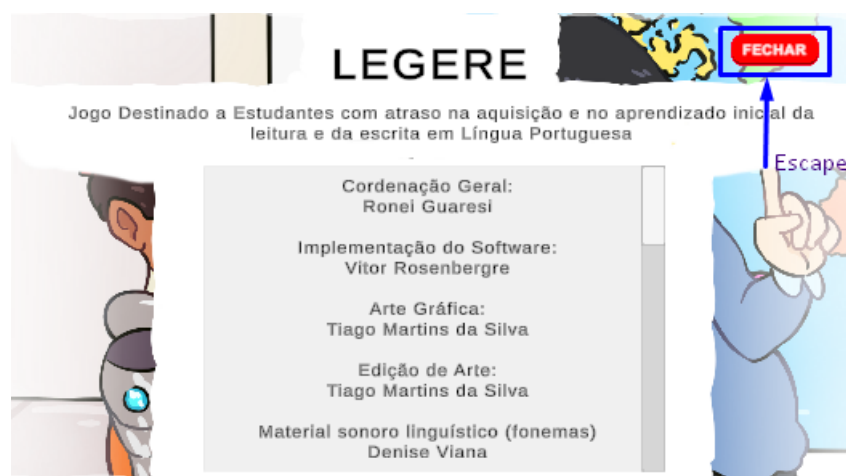 LEGERE
FECHAR
Jogo Destinado a Estudantes com atraso na aquisição e no aprendizado inicial da
leitura e da escrita em Língua Portuguesa
Escape
Cordenação Geral:
Ronei Guaresi
Implementação do Software:
Vitor Rosenbergre
Arte Gráfica:
Tiago Martins da Silva
Edição de Arte:
Tiago Martins da Silva
Material sonoro linguístico (fonemas)
Denise Viana